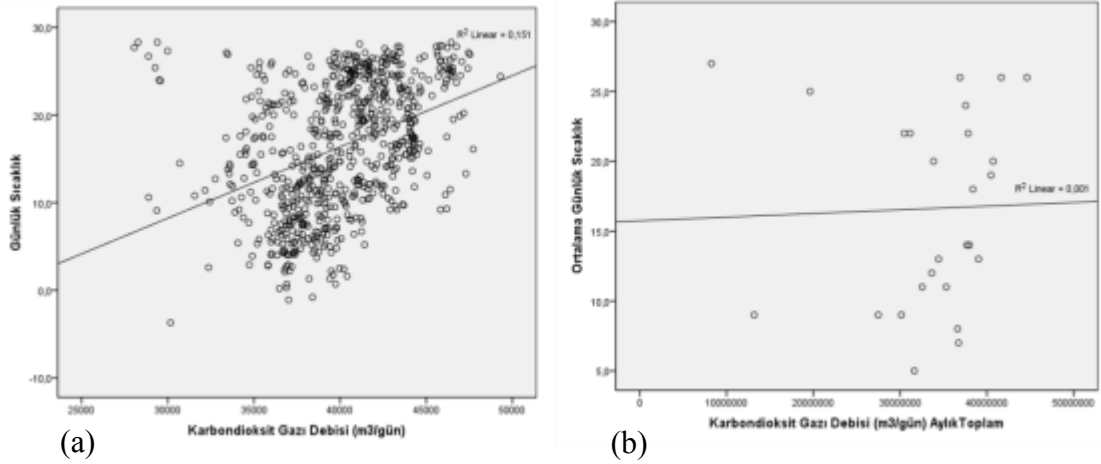 30,0
20,0
10,0
0,0
-10,0
Günlük Sıcaklık
R² Linear = 0,151
25000 30000 35000 40000 45000 50000
Karbondioksit Gazı Debisi (m3/gün)
(a)
30,0
25,0
20,0
15,0
10,0
5,0
Ortalama Günlük Sıcaklık
R² Linear = 0,001
0 10000000 20000000 30000000 40000000 50000000
Karbondioksit Gazı Debisi (m3/gün) AylıkToplam
(b)